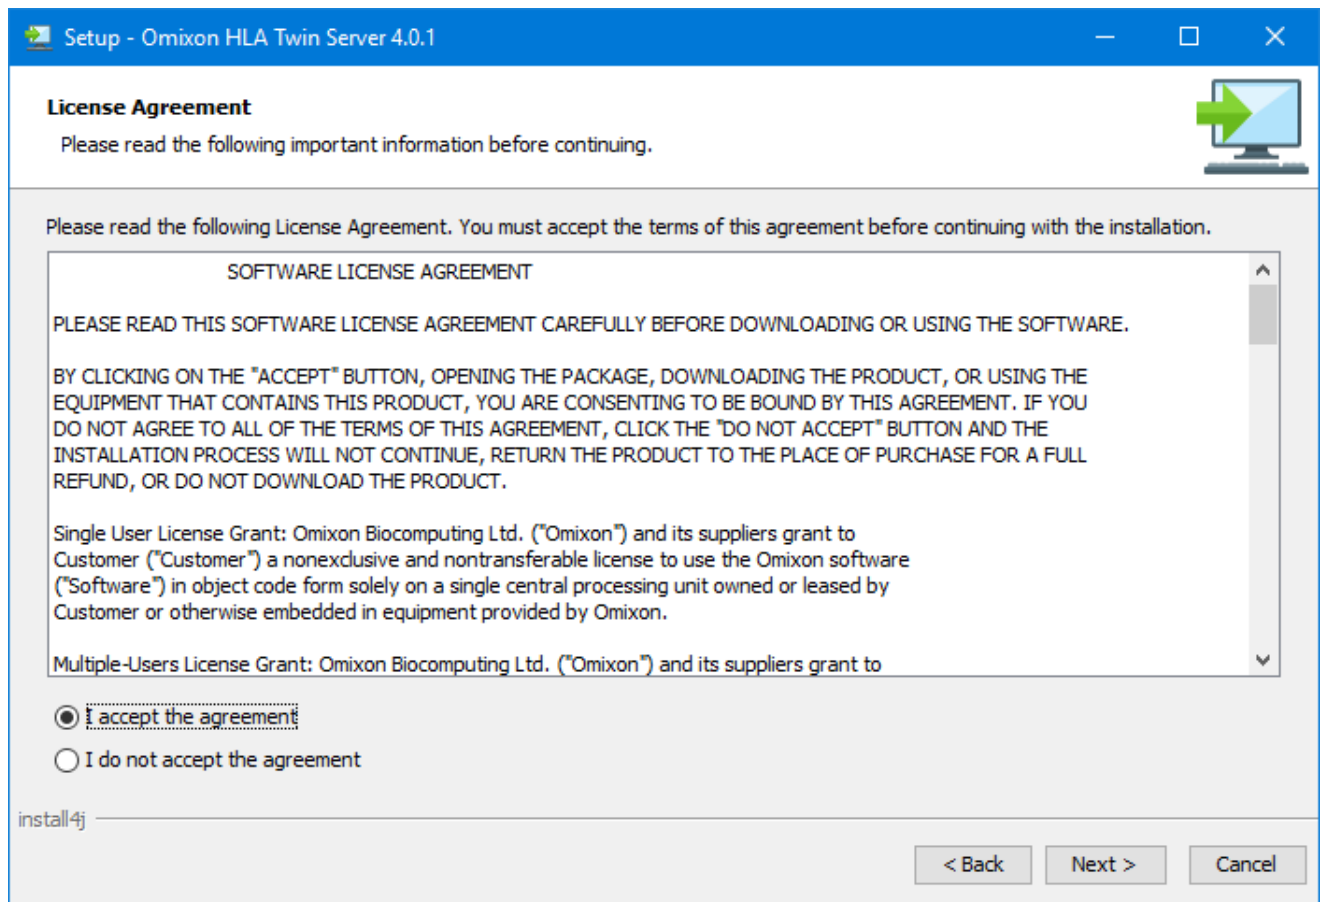 Setup - Omixon HLA Twin Server 4.0.1
License Agreement
Please read the following important information before continuing.
Please read the following License Agreement. You must accept the terms of this agreement before continuing with the installation.
SOFTWARE LICENSE AGREEMENT
PLEASE READ THIS SOFTWARE LICENSE AGREEMENT CAREFULLY BEFORE DOWNLOADING OR USING THE SOFTWARE.
BY CLICKING ON THE "ACCEPT" BUTTON, OPENING THE PACKAGE, DOWNLOADING THE PRODUCT, OR USING THE
EQUIPMENT THAT CONTAINS THIS PRODUCT, YOU ARE CONSENTING TO BE BOUND BY THIS AGREEMENT. IF YOU
DO NOT AGREE TO ALL OF THE TERMS OF THIS AGREEMENT, CLICK THE "DO NOT ACCEPT" BUTTON AND THE
INSTALLATION PROCESS WILL NOT CONTINUE, RETURN THE PRODUCT TO THE PLACE OF PURCHASE FOR A FULL
REFUND, OR DO NOT DOWNLOAD THE PRODUCT.
Single User License Grant: Omixon Biocomputing Ltd. ("Omixon") and its suppliers grant to
Customer ("Customer") a nonexclusive and nontransferable license to use the Omixon software
("Software") in object code form solely on a single central processing unit owned or leased by
Customer or otherwise embedded in equipment provided by Omixon.
Multiple-Users License Grant: Omixon Biocomputing Ltd. ("Omixon") and its suppliers grant to
I accept the agreement
I do not accept the agreement
install4j
< Back Next > Cancel